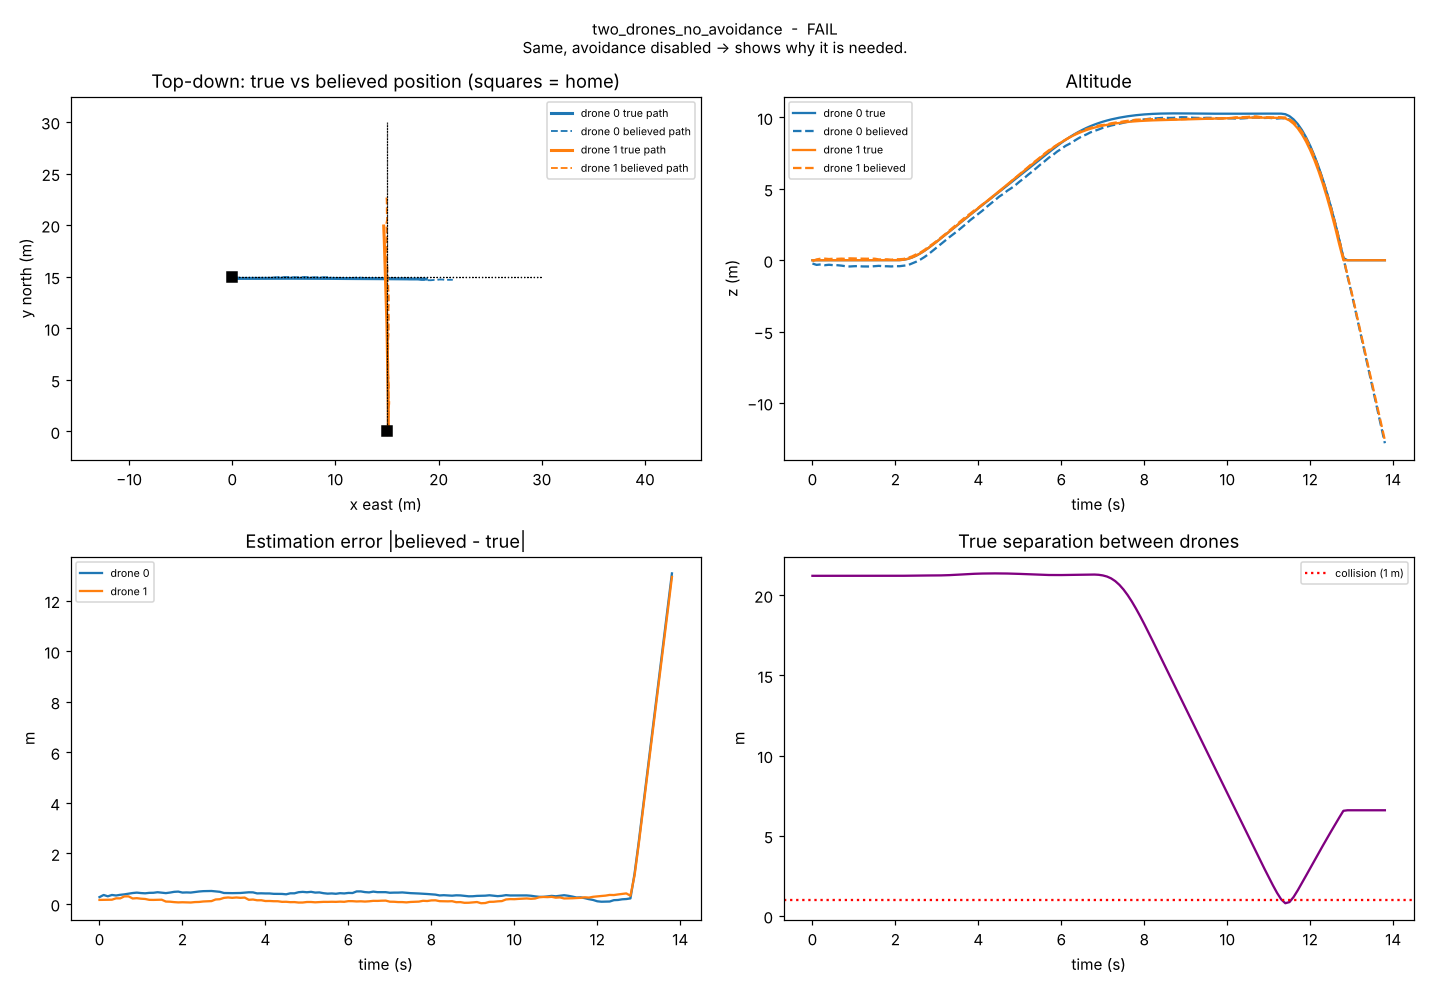 two_drones_no_avoidance - FAIL
Same, avoidance disabled → shows why it is needed.
Top-down: true vs believed position (squares = home)
drone 0 true path
drone 0 believed path
drone 1 true path
drone 1 believed path
30
25
20
15
10
5
0
y north (m)
−10
0
10
20
30
40
x east (m)
Altitude
drone 0 true
drone 0 believed
drone 1 true
drone 1 believed
10
5
0
−5
−10
z (m)
0
2
4
6
8
10
12
14
time (s)
Estimation error |believed - true|
drone 0
drone 1
12
10
8
6
4
2
0
m
0
2
4
6
8
10
12
14
time (s)
True separation between drones
collision (1 m)
20
15
10
5
0
m
0
2
4
6
8
10
12
14
time (s)